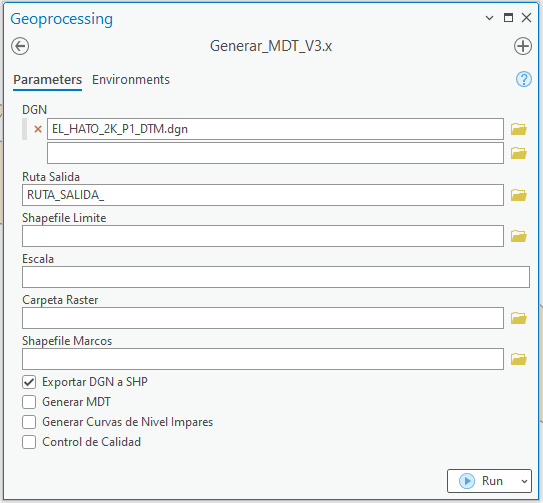 Geoprocessing
Generar_MDT_V3.x
Parameters Environments
DGN
EL_HATO_2K_P1_DTM.dgn
Ruta Salida
RUTA_SALIDA_
Shapefile Limite
Escala
Carpeta Raster
Shapefile Marcos
Exportar DGN a SHP
Generar MDT
Generar Curvas de Nivel Impares
Control de Calidad
Run